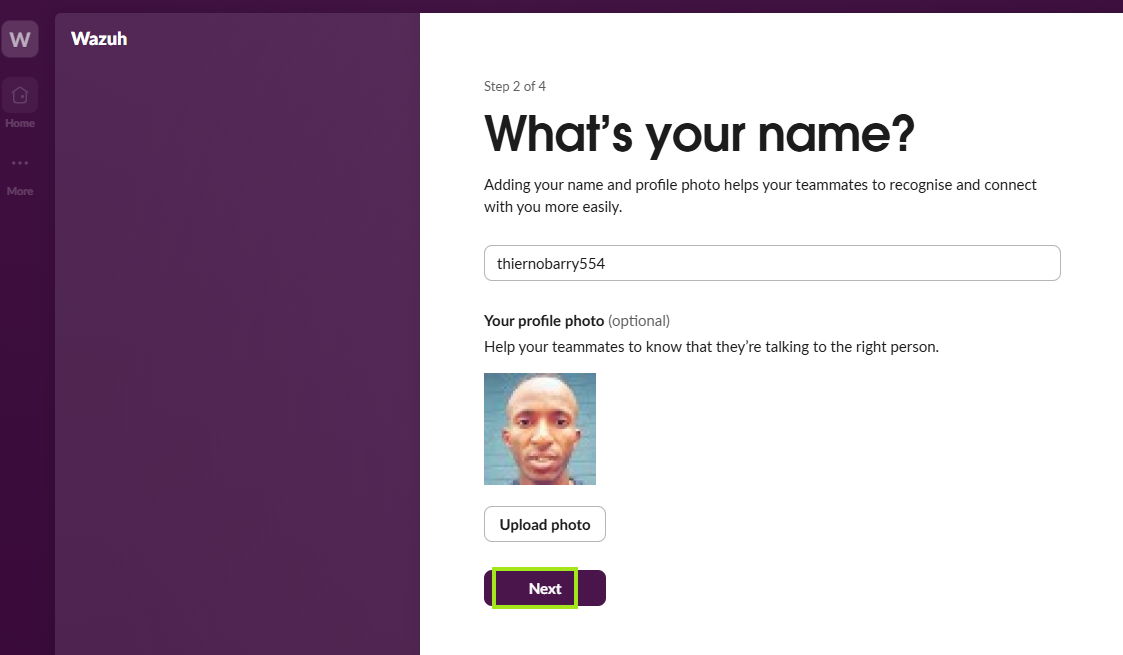 W
Wazuh
Home
More
Step 2 of 4
What's your name?
Adding your name and profile photo helps your teammates to recognise and connect
with you more easily.
thiernobarry554
Your profile photo (optional)
Help your teammates to know that they're talking to the right person.
Upload photo
Next